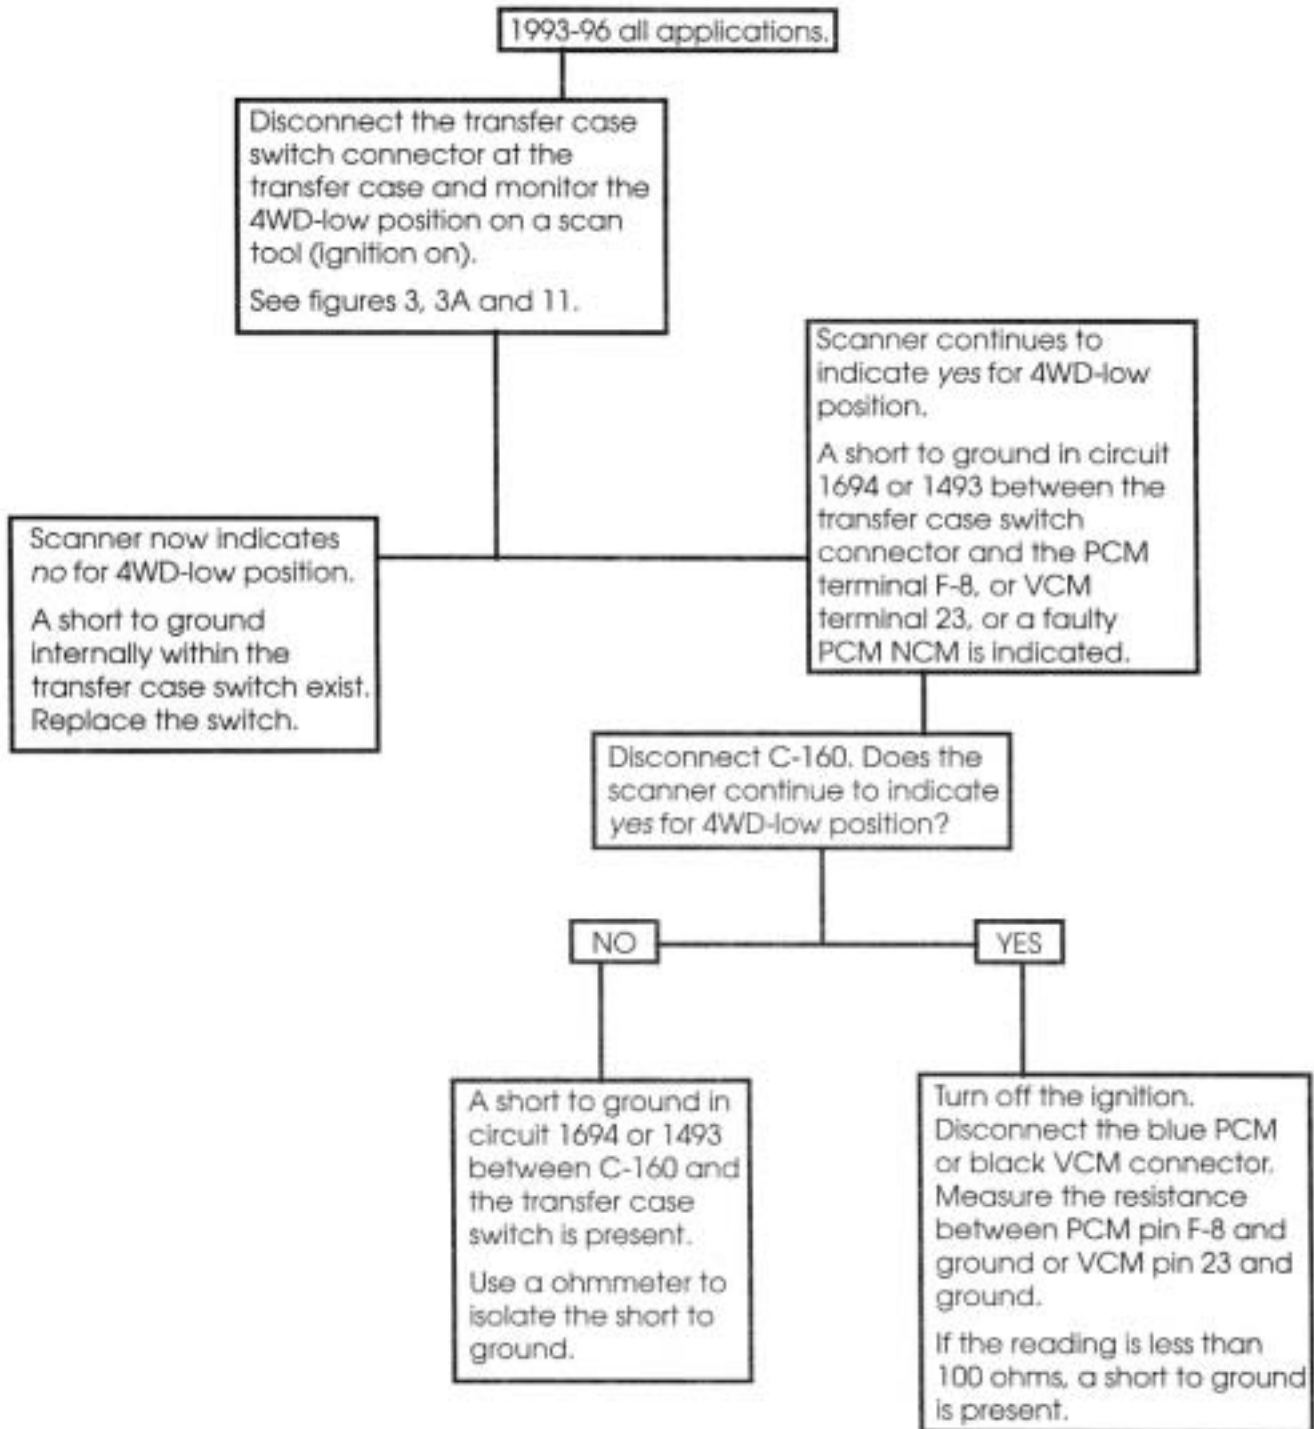 1993-96 all applications.
Disconnect the transfer case
switch connector at the
transfer case and monitor the
4WD-low position on a scan
tool (ignition on).
See figures 3, 3A and 11.
Scanner continues to
indicate yes for 4WD-low
position.
A short to ground in circuit
1694 or 1493 between the
transfer case switch
connector and the PCM
terminal F-8, or VCM
terminal 23, or a faulty
PCM NCM is indicated.
Scanner now indicates
no for 4WD-low position.
A short to ground
internally within the
transfer case switch exist.
Replace the switch.
Disconnect C-160. Does the
scanner continue to indicate
yes for 4WD-low position?
NO
YES
A short to ground in
circuit 1694 or 1493
between C-160 and
the transfer case
switch is present.
Use a ohmmeter to
isolate the short to
ground.
Turn off the ignition.
Disconnect the blue PCM
or black VCM connector.
Measure the resistance
between PCM pin F-8 and
ground or VCM pin 23 and
ground.
If the reading is less than
100 ohms, a short to ground
is present.